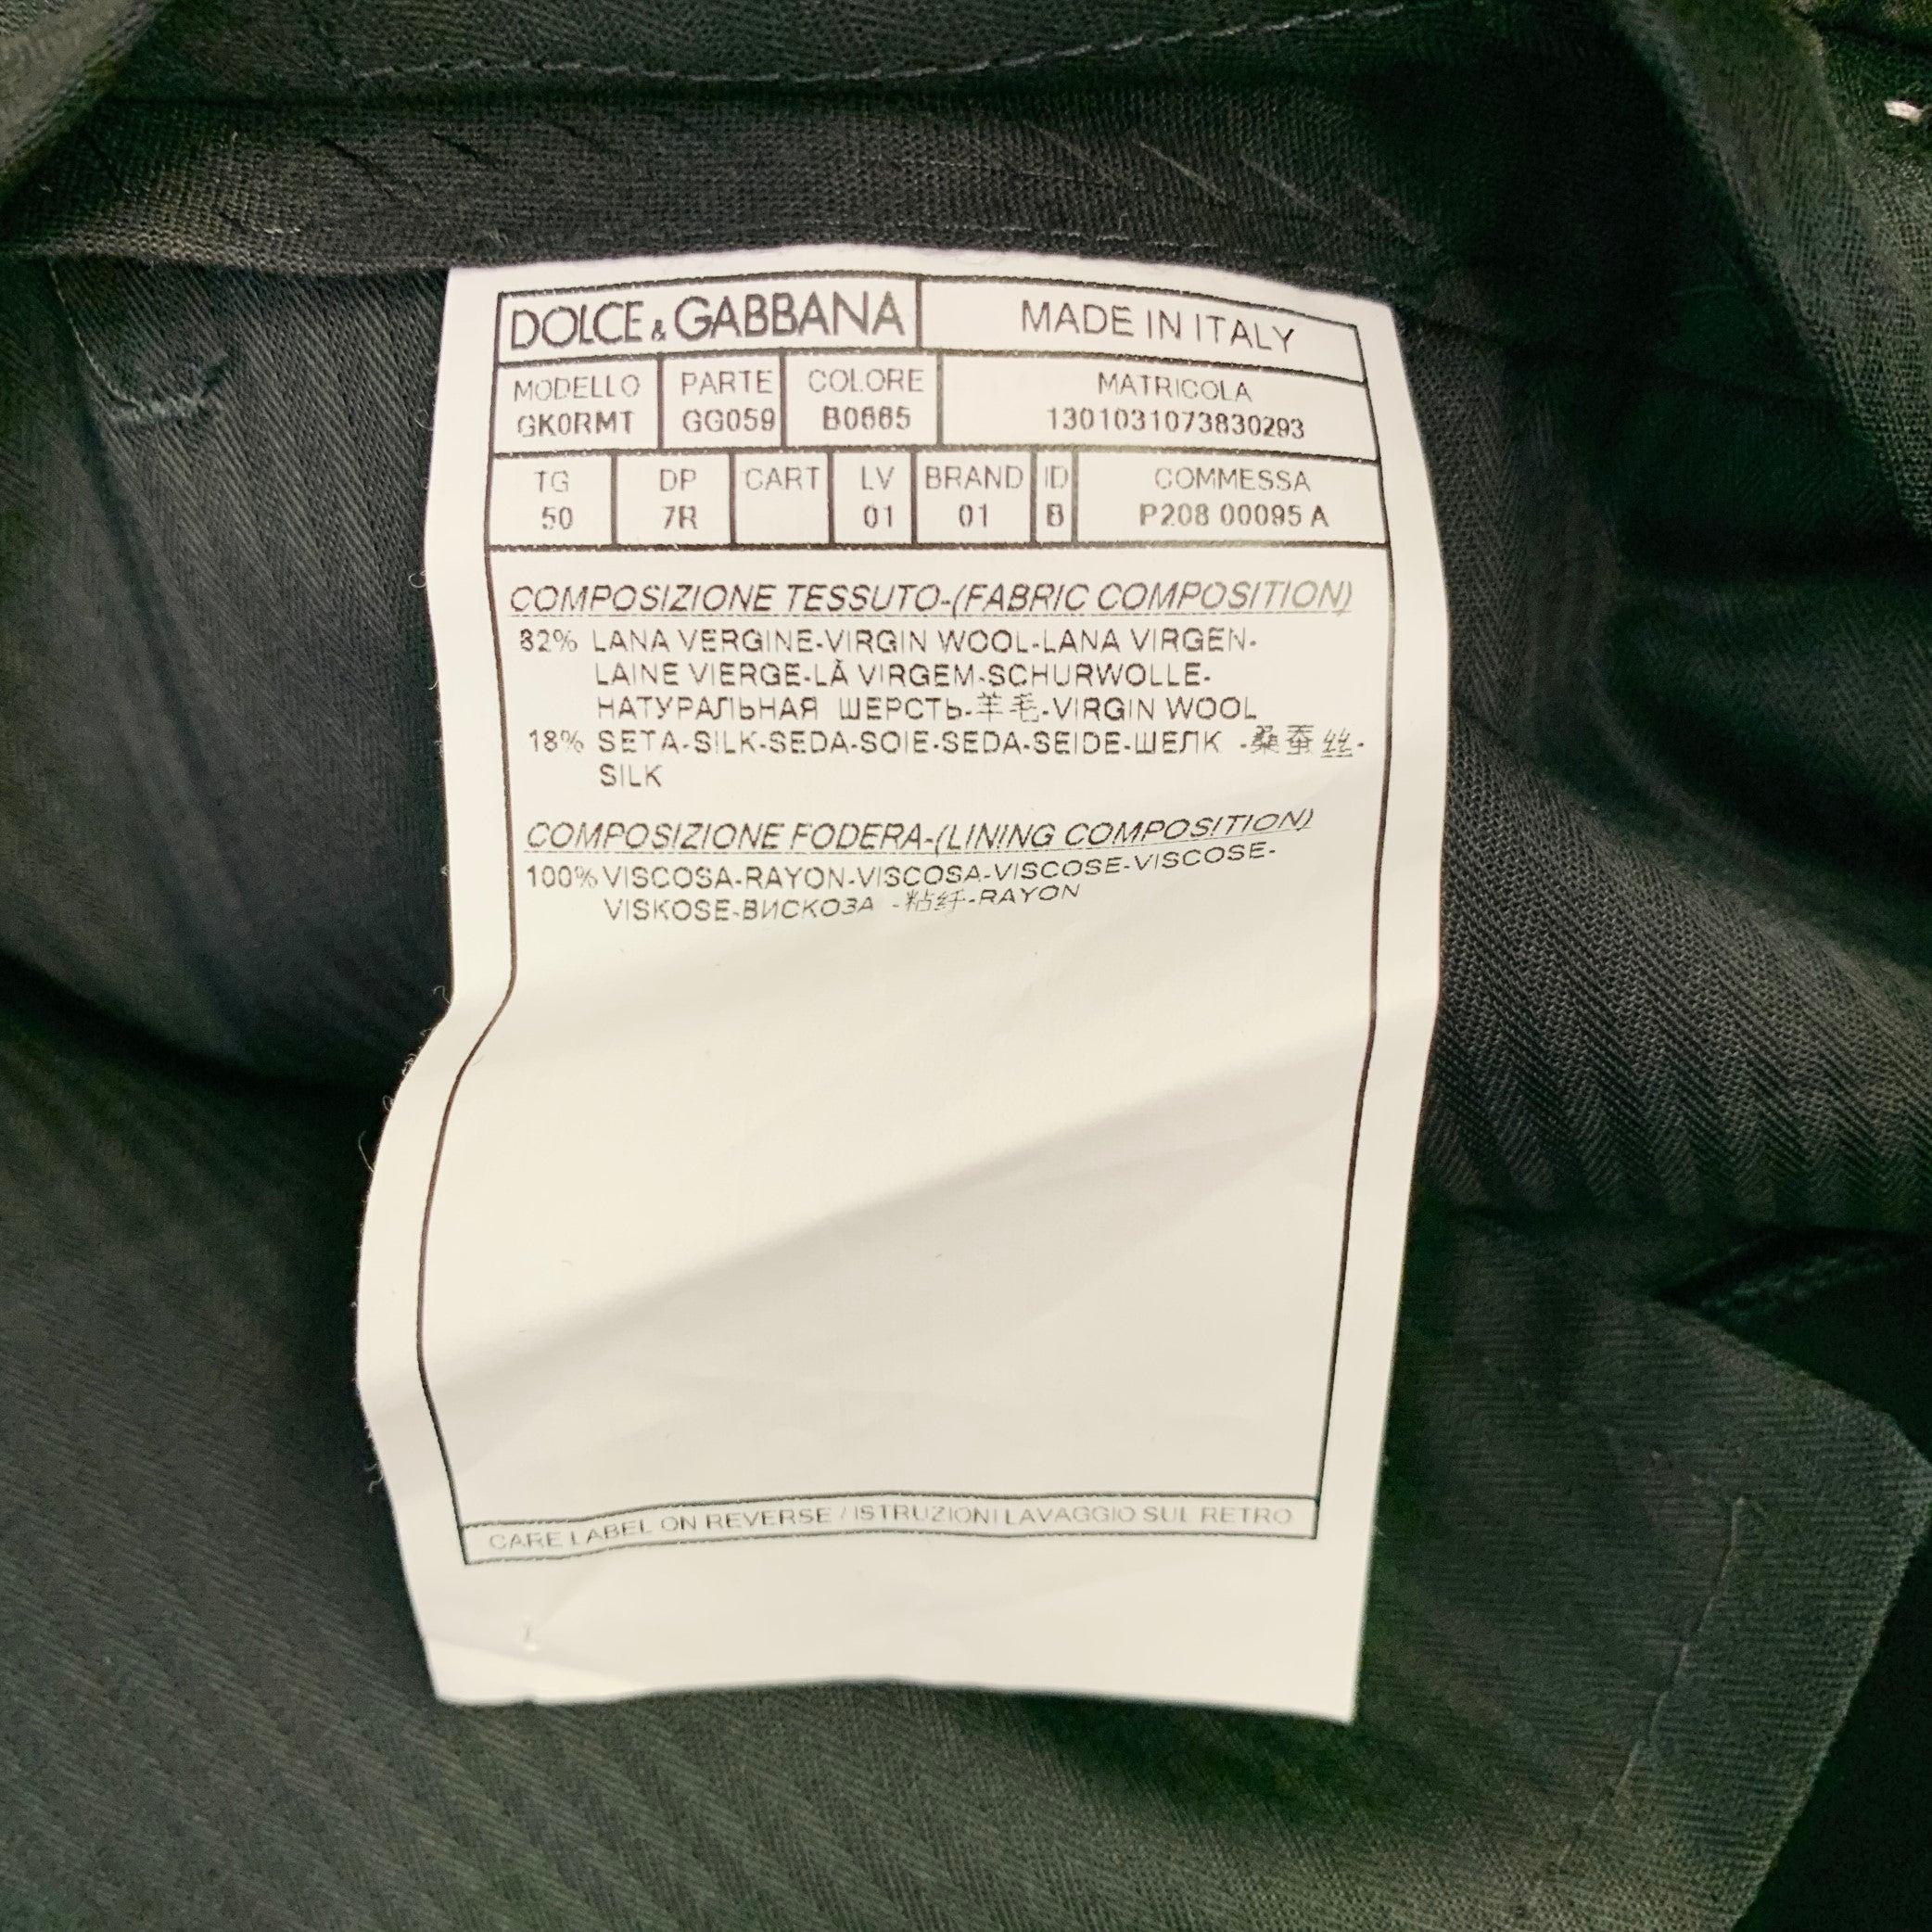 DOLCE & GABBANA MADE IN ITALY
MODELLO PARTE COLORE MATRICOLA
GK0RMT GG059 B0665 1301031073830293
TG DP CART LV BRAND ID COMMESSA
50 7R 01 01 B P208 00095 A
COMPOSIZIONE TESSUTO-(FABRIC COMPOSITION)
82% LANA VERGINE-VIRGIN WOOL-LANA VIRGEN-
LAINE VIERGE-LÃ VIRGEM-SCHURWOLLE-
НАТУРАЛЬНАЯ ШЕРСТЬ-羊毛-VIRGIN WOOL
18% SETA-SILK-SEDA-SOIE-SEDA-SEIDE-ШЕЛК -桑蚕丝-
SILK
COMPOSIZIONE FODERA-(LINING COMPOSITION)
100% VISCOSA-RAYON-VISCOSA-VISCOSE-VISCOSE-
VISKOSE-ВИСКОЗА -粘纤-RAYON
CARE LABEL ON REVERSE / ISTRUZIONI LAVAGGIO SUL RETRO